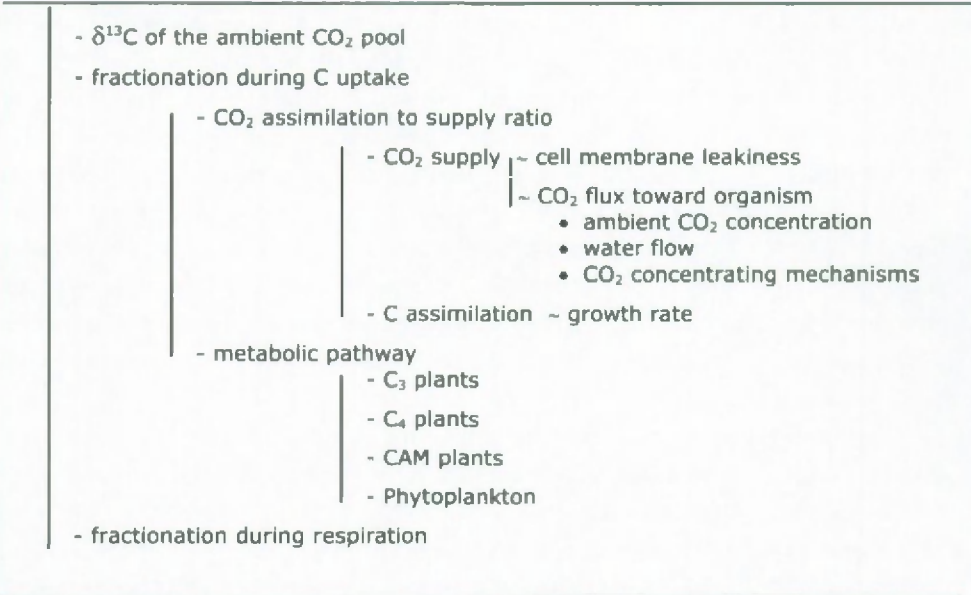 - δ¹³C of the ambient CO₂ pool
- fractionation during C uptake
- CO₂ assimilation to supply ratio
- CO₂ supply ~ cell membrane leakiness
~ CO₂ flux toward organism
• ambient CO₂ concentration
• water flow
• CO₂ concentrating mechanisms
- C assimilation ~ growth rate
- metabolic pathway
- C₃ plants
- C₄ plants
- CAM plants
- Phytoplankton
- fractionation during respiration